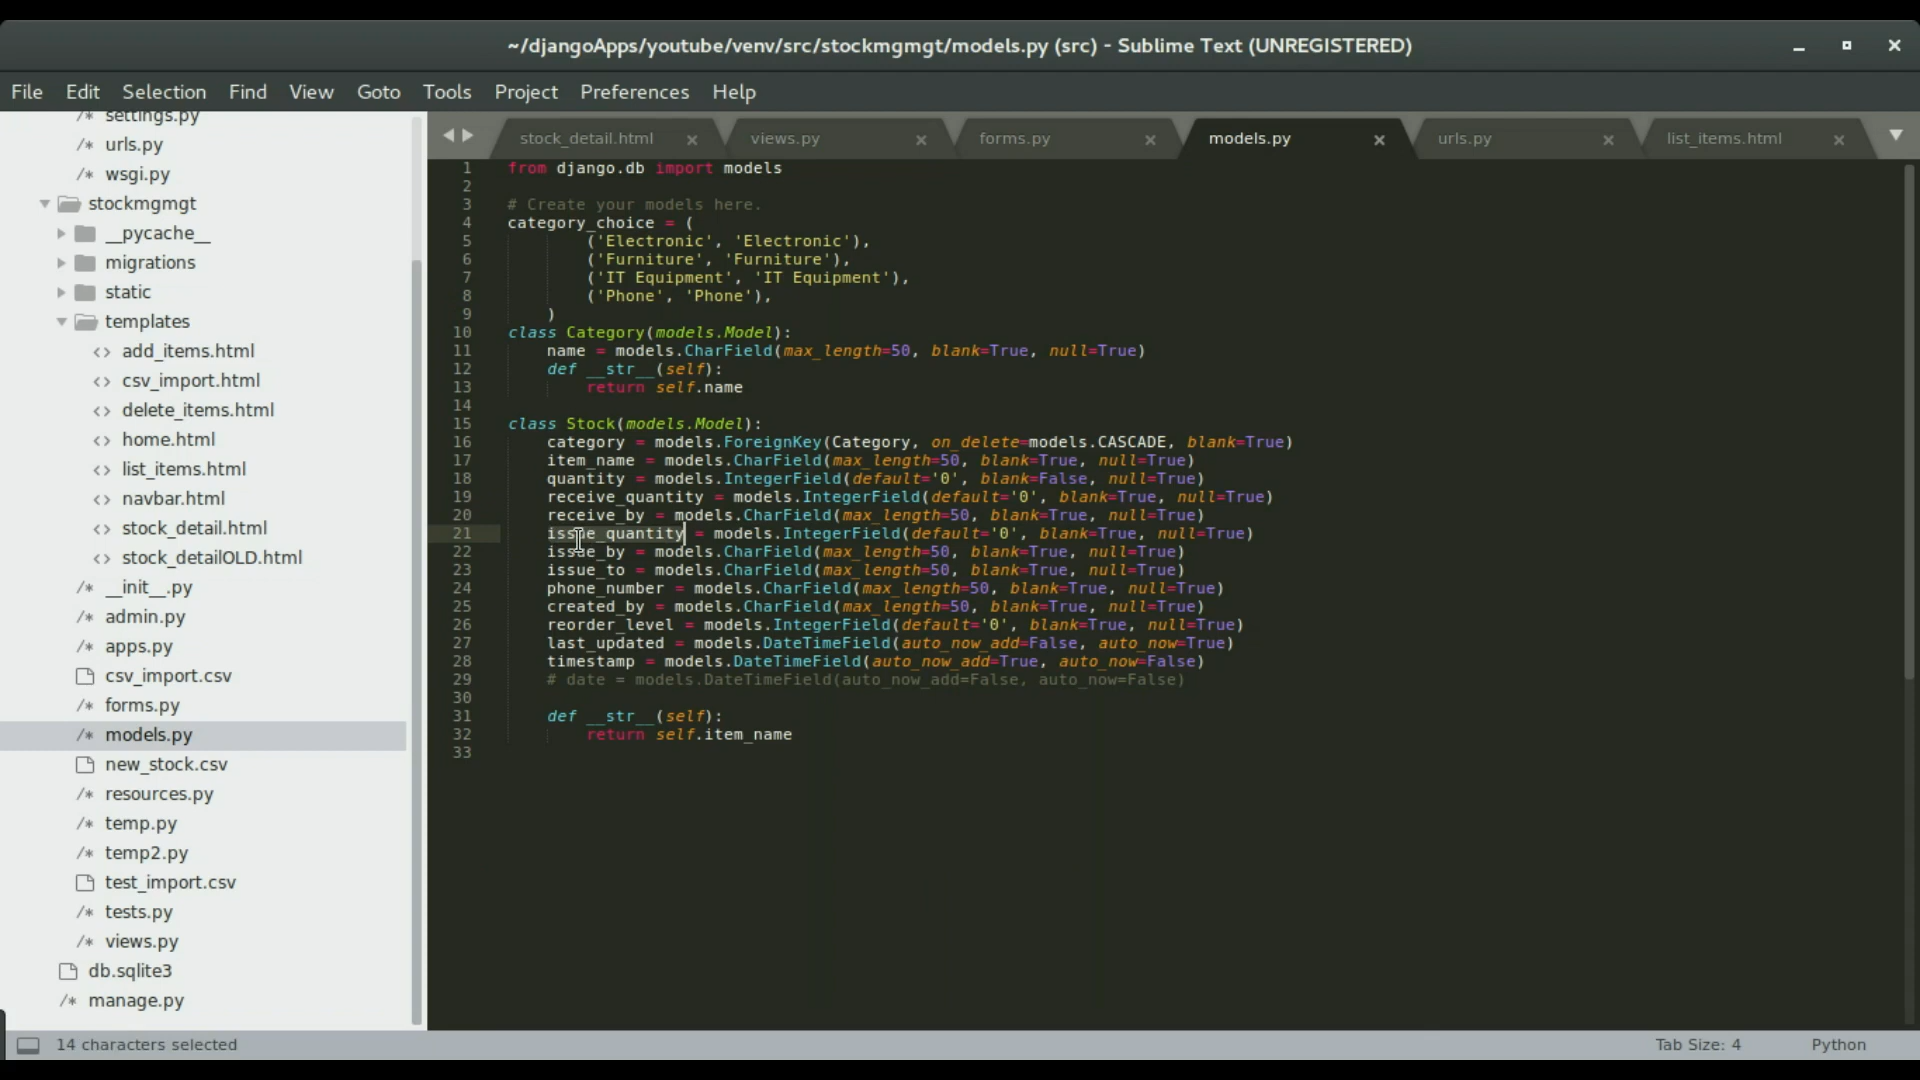 ~/djangoApps/youtube/venv/src/stockmgmgt/models.py (src) - Sublime Text (UNREGISTERED)
File Edit Selection Find View Goto Tools Project Preferences Help
/* settings.py
/* urls.py
/* wsgi.py
stockmgmgt
__pycache__
migrations
static
templates
<> add_items.html
<> csv_import.html
<> delete_items.html
<> home.html
<> list_items.html
<> navbar.html
<> stock_detail.html
<> stock_detailOLD.html
/* __init__.py
/* admin.py
/* apps.py
csv_import.csv
/* forms.py
/* models.py
new_stock.csv
/* resources.py
/* temp.py
/* temp2.py
test_import.csv
/* tests.py
/* views.py
db.sqlite3
/* manage.py
stock_detail.html views.py forms.py models.py urls.py list_items.html
1 from django.db import models
2
3 # Create your models here.
4 category_choice = (
5 ('Electronic', 'Electronic'),
6 ('Furniture', 'Furniture'),
7 ('IT Equipment', 'IT Equipment'),
8 ('Phone', 'Phone'),
9 )
10 class Category(models.Model):
11 name = models.CharField(max_length=50, blank=True, null=True)
12 def __str__(self):
13 return self.name
14
15 class Stock(models.Model):
16 category = models.ForeignKey(Category, on_delete=models.CASCADE, blank=True)
17 item_name = models.CharField(max_length=50, blank=True, null=True)
18 quantity = models.IntegerField(default='0', blank=False, null=True)
19 receive_quantity = models.IntegerField(default='0', blank=True, null=True)
20 receive_by = models.CharField(max_length=50, blank=True, null=True)
21 issue_quantity = models.IntegerField(default='0', blank=True, null=True)
22 issue_by = models.CharField(max_length=50, blank=True, null=True)
23 issue_to = models.CharField(max_length=50, blank=True, null=True)
24 phone_number = models.CharField(max_length=50, blank=True, null=True)
25 created_by = models.CharField(max_length=50, blank=True, null=True)
26 reorder_level = models.IntegerField(default='0', blank=True, null=True)
27 last_updated = models.DateTimeField(auto_now_add=False, auto_now=True)
28 timestamp = models.DateTimeField(auto_now_add=True, auto_now=False)
29 # date = models.DateTimeField(auto_now_add=False, auto_now=False)
30
31 def __str__(self):
32 return self.item_name
33
14 characters selected Tab Size: 4 Python